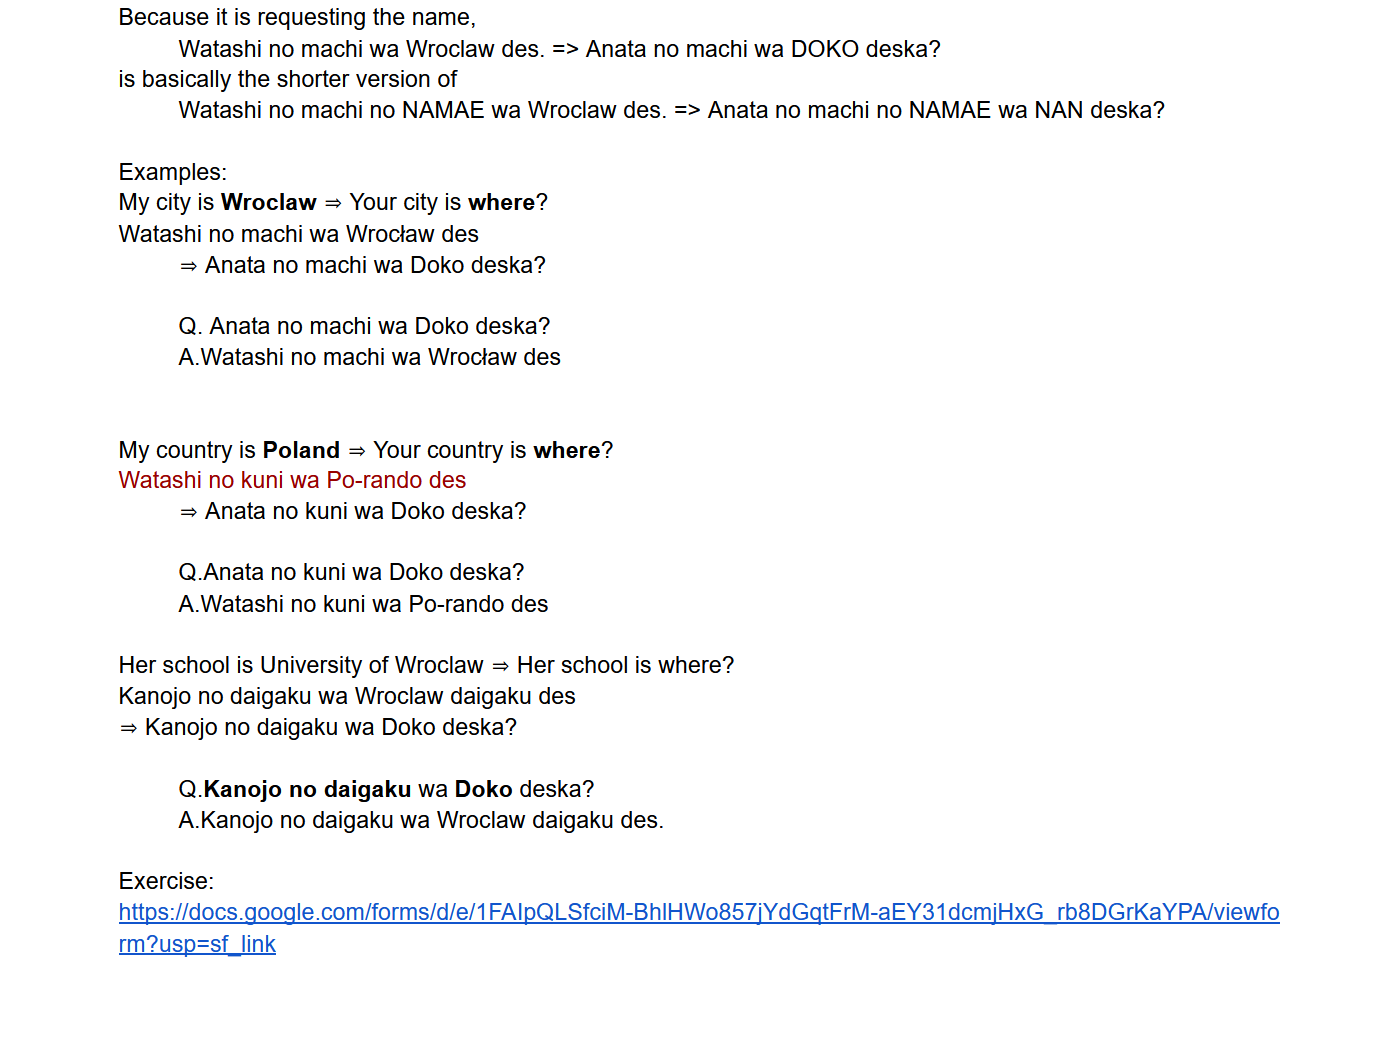 Because it is requesting the name,
Watashi no machi wa Wroclaw des. => Anata no machi wa DOKO deska?
is basically the shorter version of
Watashi no machi no NAMAE wa Wroclaw des. => Anata no machi no NAMAE wa NAN deska?
Examples:
My city is Wroclaw ⇒ Your city is where?
Watashi no machi wa Wrocław des
⇒ Anata no machi wa Doko deska?
Q. Anata no machi wa Doko deska?
A.Watashi no machi wa Wrocław des
My country is Poland ⇒ Your country is where?
Watashi no kuni wa Po-rando des
⇒ Anata no kuni wa Doko deska?
Q.Anata no kuni wa Doko deska?
A.Watashi no kuni wa Po-rando des
Her school is University of Wroclaw ⇒ Her school is where?
Kanojo no daigaku wa Wroclaw daigaku des
⇒ Kanojo no daigaku wa Doko deska?
Q.Kanojo no daigaku wa Doko deska?
A.Kanojo no daigaku wa Wroclaw daigaku des.
Exercise:
https://docs.google.com/forms/d/e/1FAIpQLSfciM-BhlHWo857jYdGqtFrM-aEY31dcmjHxG_rb8DGrKaYPA/viewfo
rm?usp=sf_link